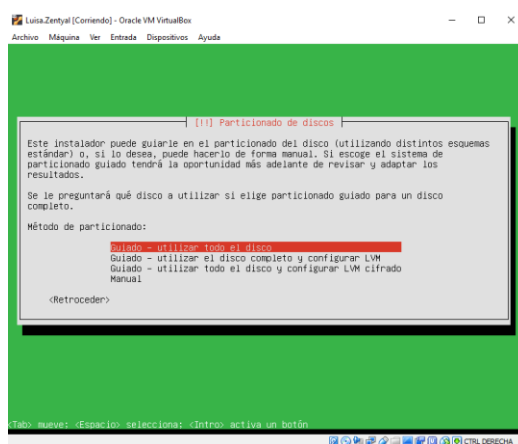 Luisa.Zentyal [Corriendo] - Oracle VM VirtualBox
Archivo Máquina Ver Entrada Dispositivos Ayuda
[!!] Particionado de discos
Este instalador puede guiarle en el particionado del disco (utilizando distintos esquemas
estándar) o, si lo desea, puede hacerlo de forma manual. Si escoge el sistema de
particionado guiado tendrá la oportunidad más adelante de revisar y adaptar los
resultados.
Se le preguntará qué disco a utilizar si elige particionado guiado para un disco
completo.
Método de particionado:
Guiado - utilizar todo el disco
Guiado - utilizar el disco completo y configurar LVM
Guiado - utilizar todo el disco y configurar LVM cifrado
Manual
<Retroceder>
<Tab> mueve; <Espacio> selecciona; <Intro> activa un botón
CTRL DERECHA